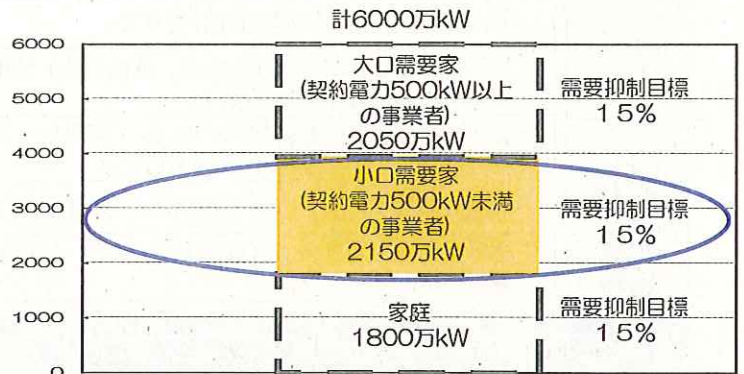 計6000万kW
6000
5000
4000
3000
2000
1000
0
大口需要家
(契約電力500kW以上
の事業者)
2050万kW
需要抑制目標
15%
小口需要家
(契約電力500kW未満
の事業者)
2150万kW
需要抑制目標
15%
家庭
1800万kW
需要抑制目標
15%